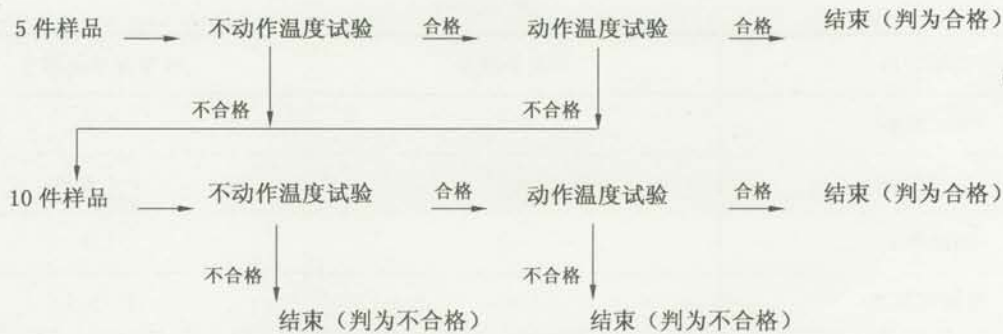 5 件样品 不动作温度试验 合格 动作温度试验 合格 结束（判为合格）
不合格 不合格
10 件样品 不动作温度试验 合格 动作温度试验 合格 结束（判为合格）
不合格 不合格
结束（判为不合格） 结束（判为不合格）